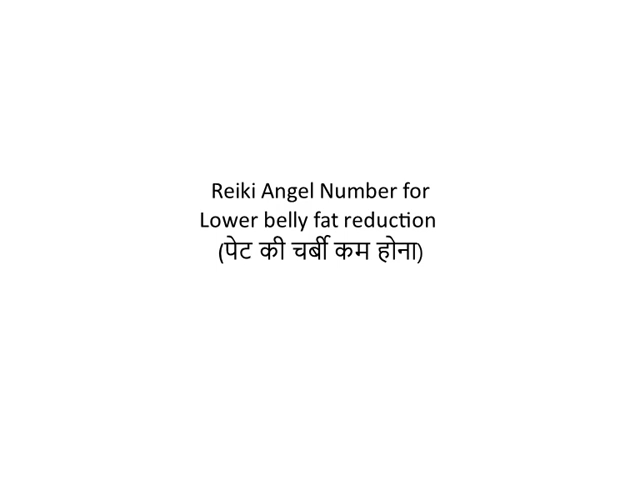 Reiki Angel Number for
Lower belly fat reduction
(पेट की चर्बी कम होना)